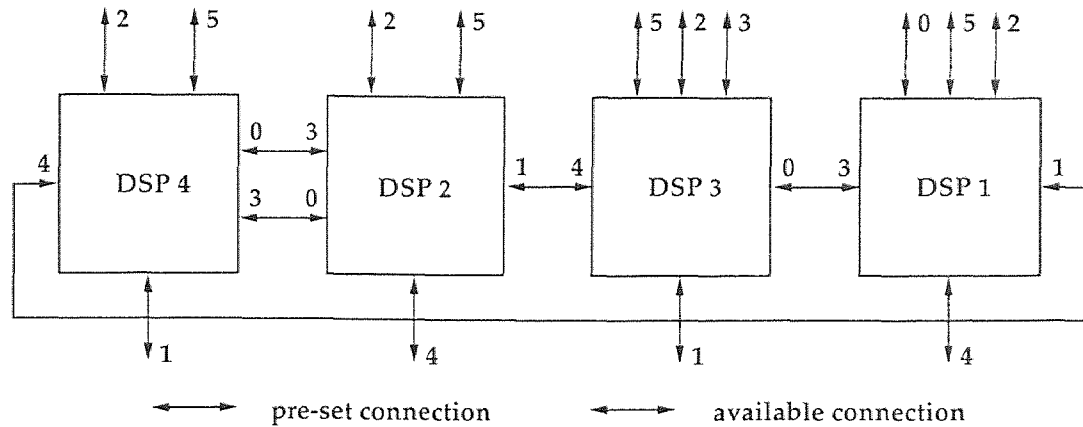 2 5 2 5 5 2 3 0 5 2
0 3
4 DSP 4 DSP 2 1 4 DSP 3 0 3 DSP 1 1
3 0
1 4 1 4
pre-set connection available connection